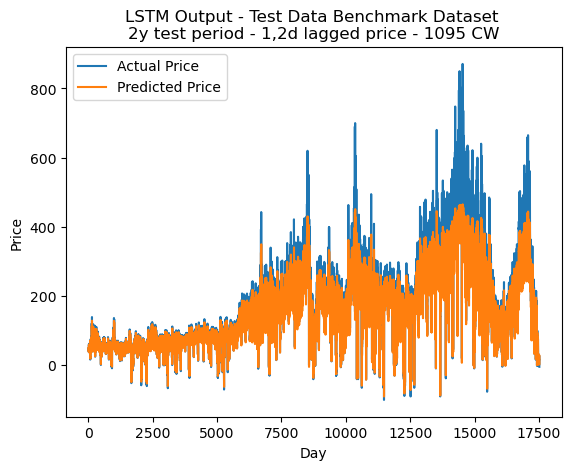 LSTM Output - Test Data Benchmark Dataset
2y test period - 1,2d lagged price - 1095 CW
Actual Price
Predicted Price
Price
800
600
400
200
0
0 2500 5000 7500 10000 12500 15000 17500
Day